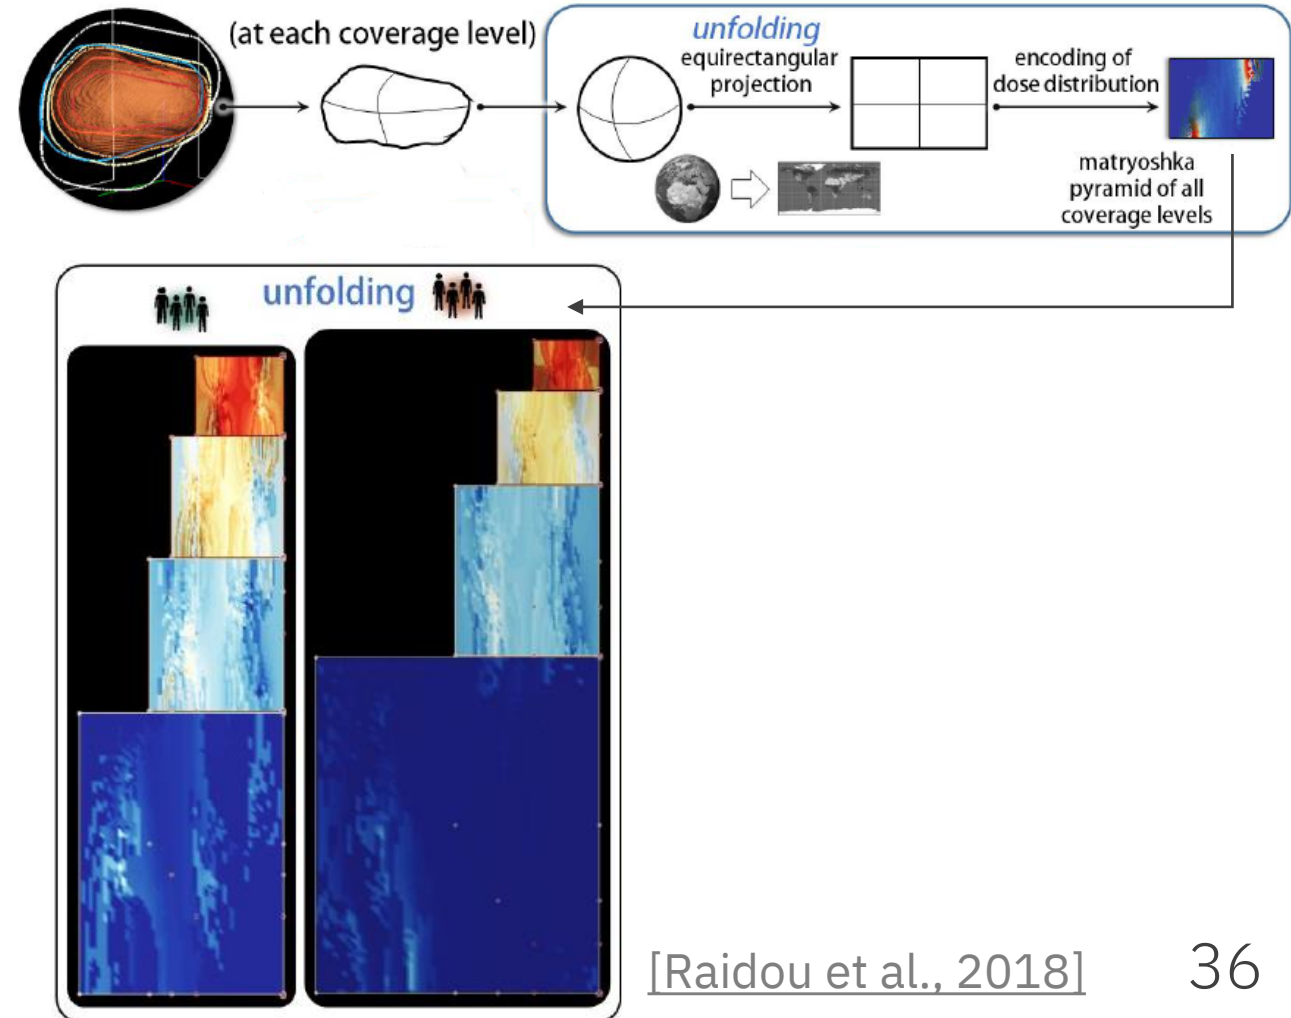 (at each coverage level)
unfolding
equirectangular
projection
encoding of
dose distribution
matryoshka
pyramid of all
coverage levels
unfolding
[Raidou et al., 2018]
36